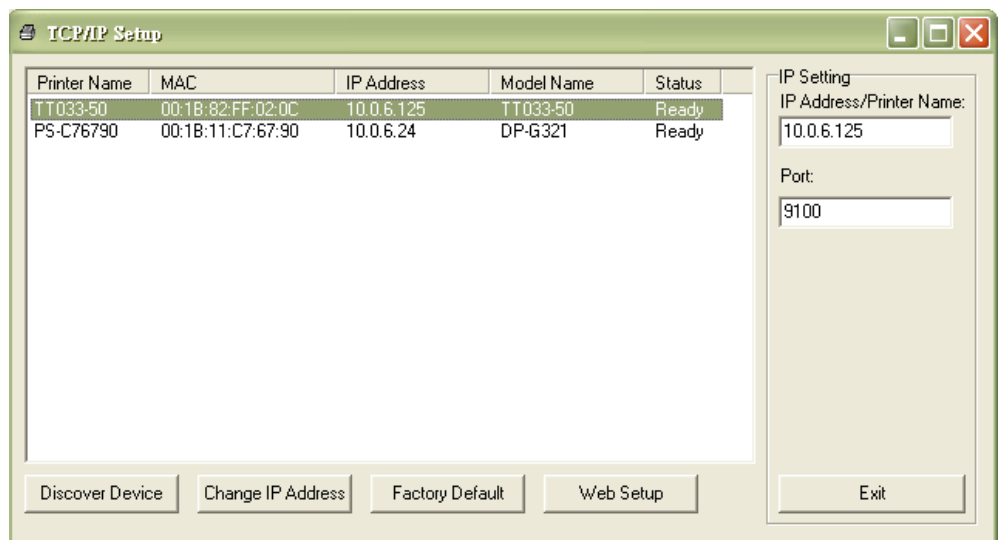 TCP/IP Setup
Printer Name MAC IP Address Model Name Status
TT033-50 00:1B:82:FF:02:0C 10.0.6.125 TT033-50 Ready
PS-C76790 00:1B:11:C7:67:90 10.0.6.24 DP-G321 Ready
IP Setting
IP Address/Printer Name:
10.0.6.125
Port:
9100
Discover Device Change IP Address Factory Default Web Setup Exit